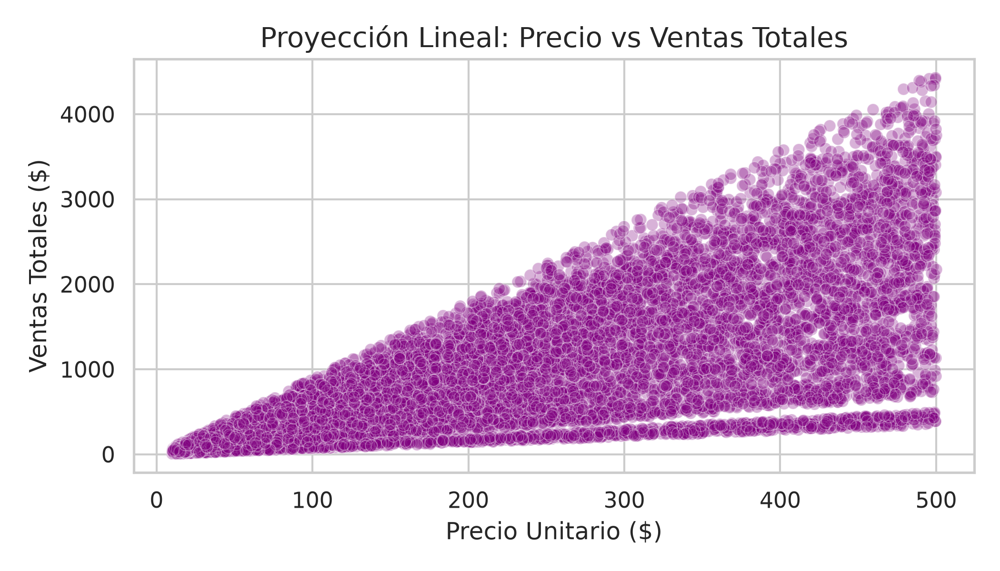 Proyección Lineal: Precio vs Ventas Totales
Ventas Totales ($)
4000
3000
2000
1000
0
0 100 200 300 400 500
Precio Unitario ($)